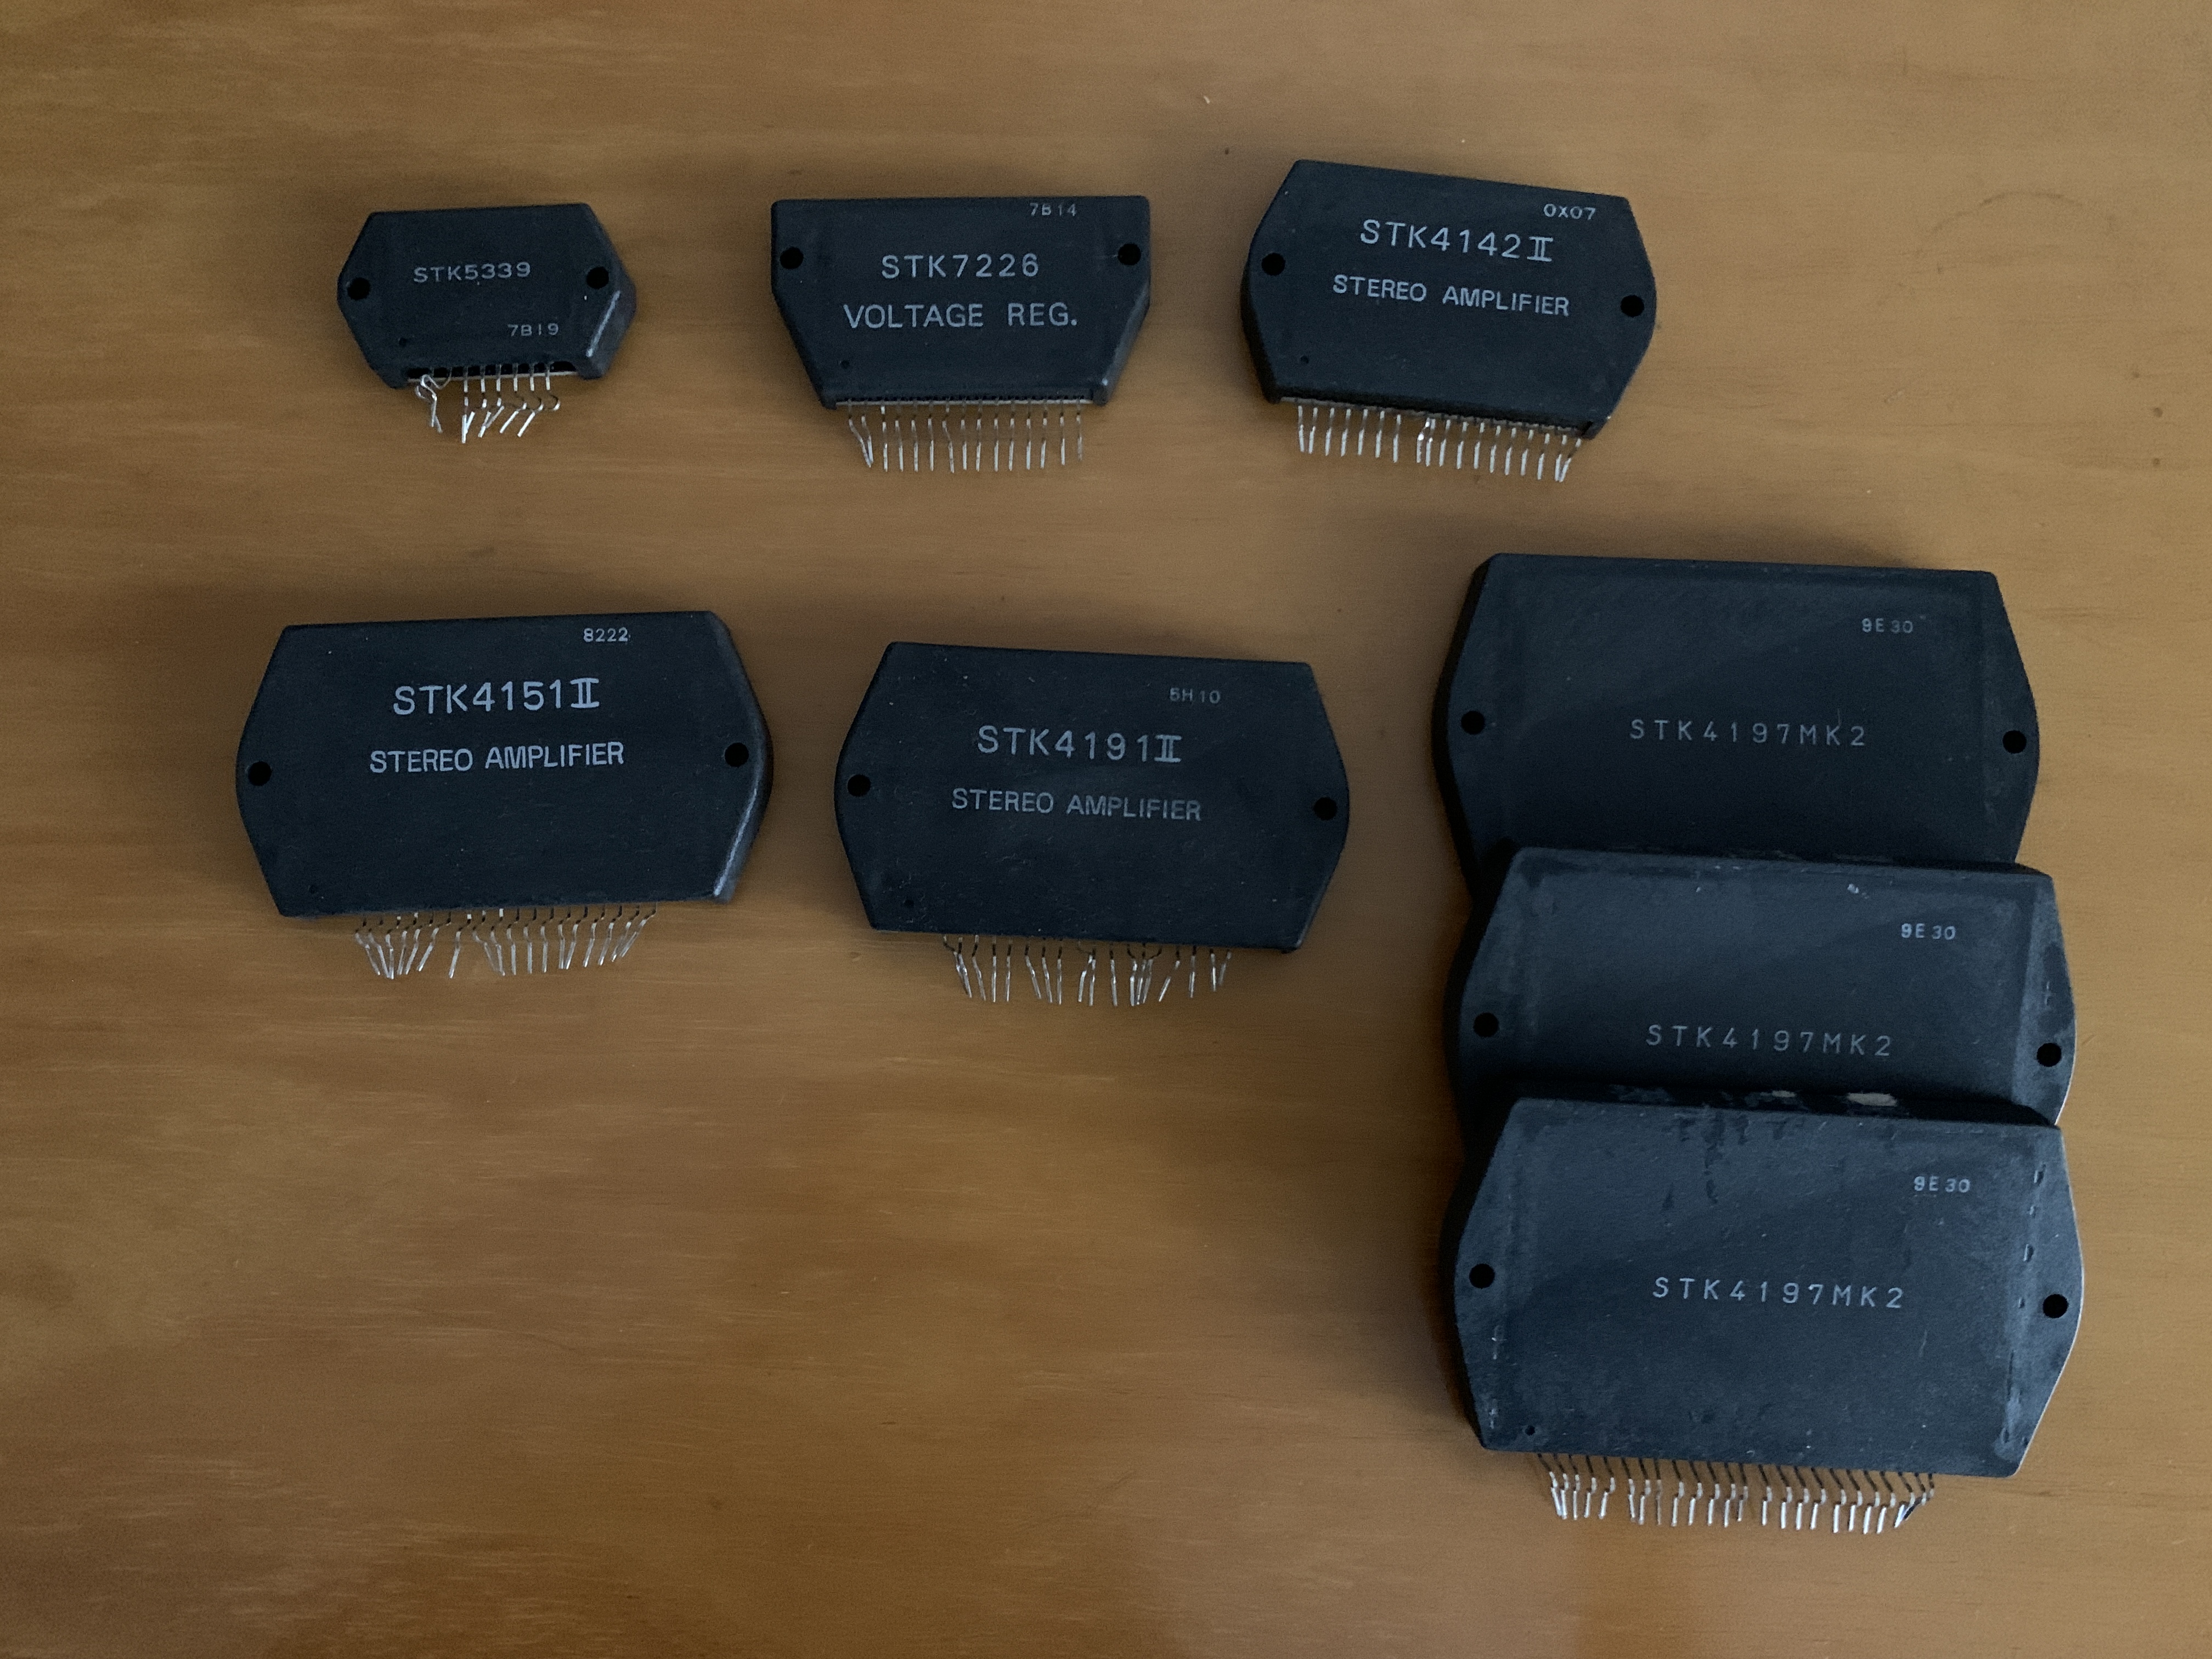 STK5339
7B19
7B14
STK7226
VOLTAGE REG.
0X07
STK4142II
STEREO AMPLIFIER
8222
STK4151II
STEREO AMPLIFIER
STK4191II
STEREO AMPLIFIER
9E30
STK4197MK2
9E30
STK4197MK2
9E30
STK4197MK2